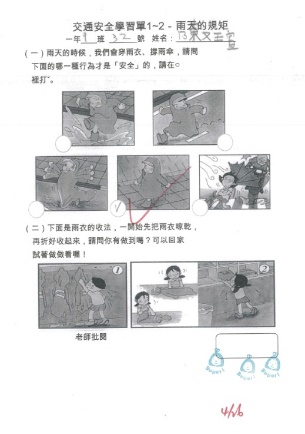 交通安全學習單1~2－雨天的規矩
一年 9 班 32 號 姓名：
(一)雨天的時候，我們會穿雨衣、撐雨傘，請問
下面的哪一種行為才是「安全」的，請在○
裡打ˇ。
(二)下面是雨衣的收法，一開始先把雨衣晾乾，
再折好收起來，請問你有做到嗎？可以回家
試著做做看喔！
1
2
老師批閱
4/26